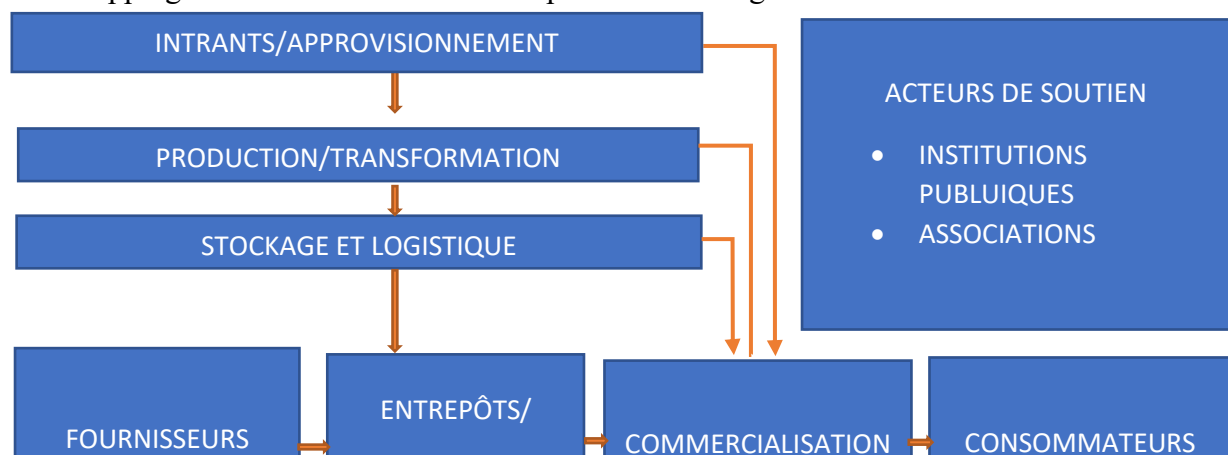 INTRANTS/APPROVISIONNEMENT
PRODUCTION/TRANSFORMATION
STOCKAGE ET LOGISTIQUE
ACTEURS DE SOUTIEN
• INSTITUTIONS
PUBLUIQUES
• ASSOCIATIONS
FOURNISSEURS
ENTREPÔTS/
COMMERCIALISATION
CONSOMMATEURS